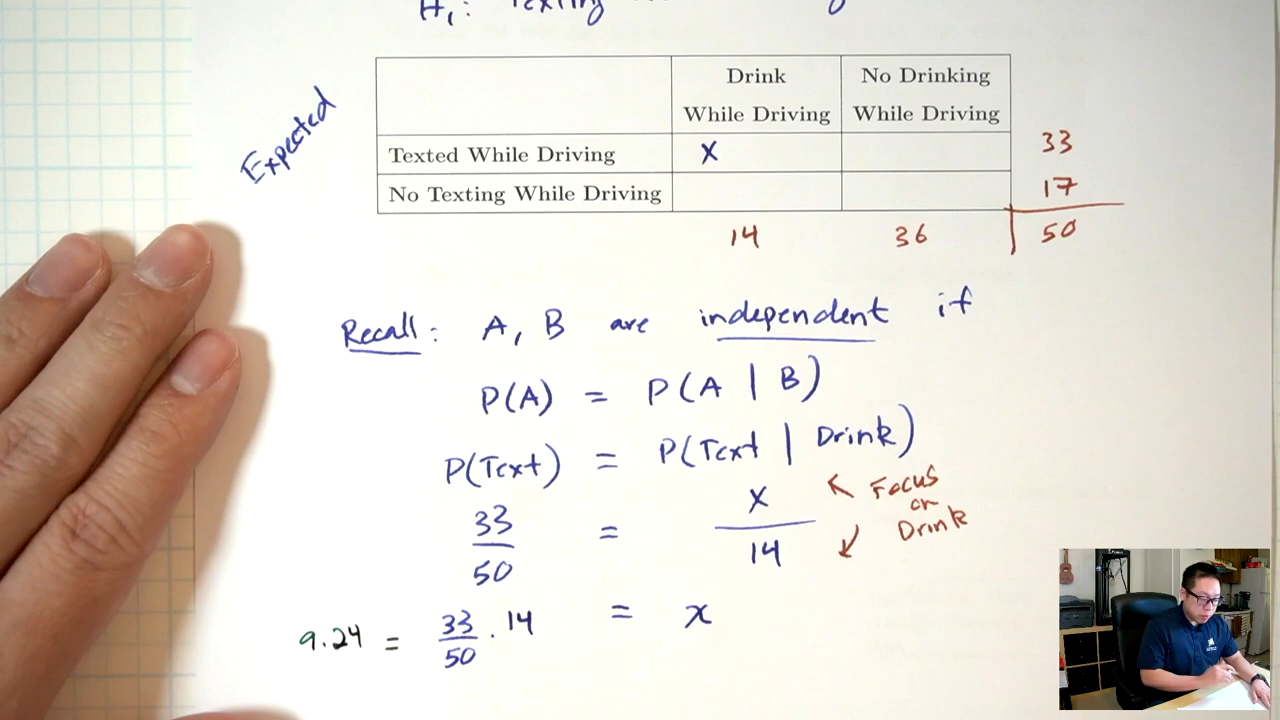 H₁: Texting
Expected
Drink No Drinking
While Driving While Driving
Texted While Driving X 33
No Texting While Driving 17
14 36 50
Recall: A, B are independent if
P(A) = P(A | B)
P(Text) = P(Text | Drink)
33/50 = x/14 ↖ Focus on Drink ↙
9.24 = 33/50 · 14 = x